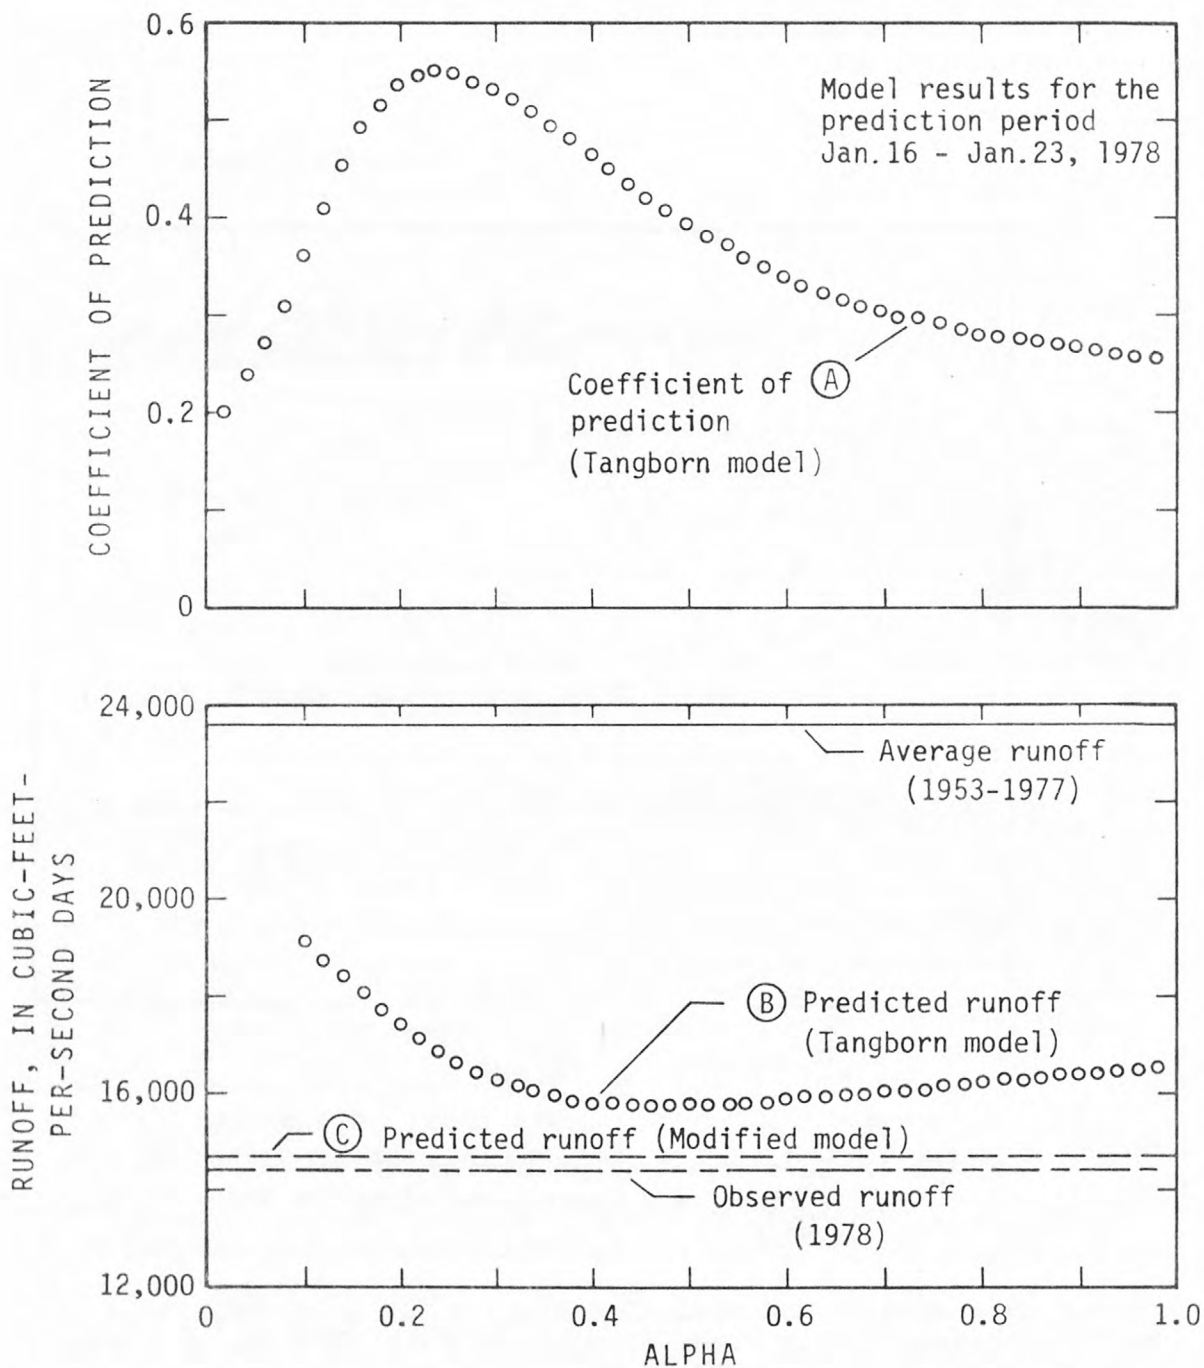 0.6
0.4
0.2
0
COEFFICIENT OF PREDICTION
Model results for the
prediction period
Jan.16 - Jan.23, 1978
Coefficient of Ⓐ
prediction
(Tangborn model)
24,000
20,000
16,000
12,000
RUNOFF, IN CUBIC-FEET-
PER-SECOND DAYS
Average runoff
(1953-1977)
Ⓑ Predicted runoff
(Tangborn model)
Ⓒ Predicted runoff (Modified model)
Observed runoff
(1978)
0 0.2 0.4 0.6 0.8 1.0
ALPHA